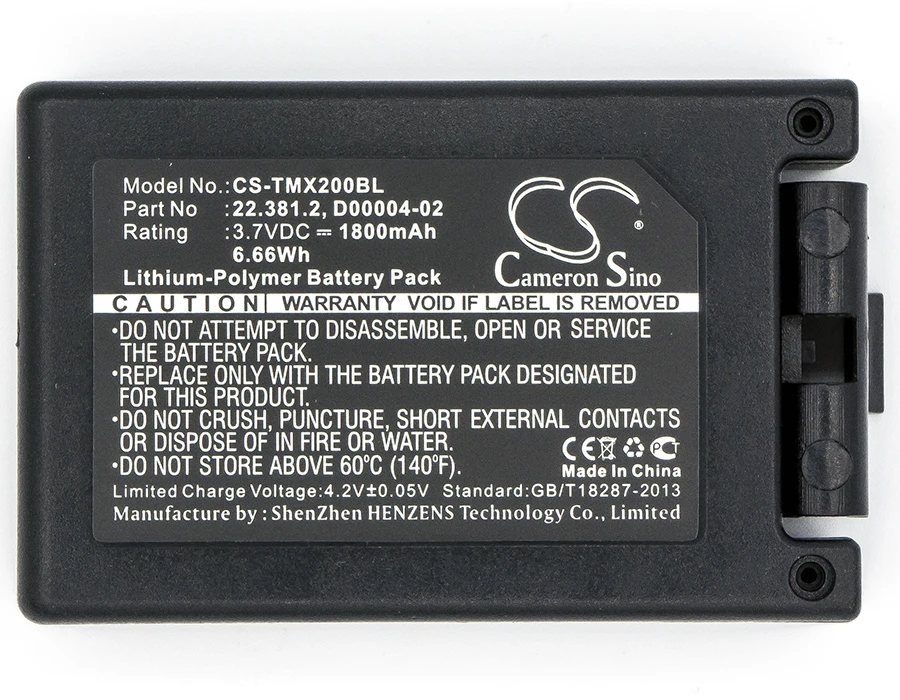 Model No.: CS-TMX200BL
Part No : 22.381.2, D00004-02
Rating : 3.7VDC ⎓ 1800mAh
6.66Wh
Lithium-Polymer Battery Pack
CS ®
Cameron Sino
CAUTION WARRANTY VOID IF LABEL IS REMOVED
•DO NOT ATTEMPT TO DISASSEMBLE, OPEN OR SERVICE
THE BATTERY PACK.
•REPLACE ONLY WITH THE BATTERY PACK DESIGNATED
FOR THIS PRODUCT.
•DO NOT CRUSH, PUNCTURE, SHORT EXTERNAL CONTACTS
OR DISPOSE OF IN FIRE OR WATER.
•DO NOT STORE ABOVE 60°C (140°F).
CE PCT
Made In China
Limited Charge Voltage:4.2V±0.05V Standard:GB/T18287-2013
Manufacture by : ShenZhen HENZENS Technology Co., Limited